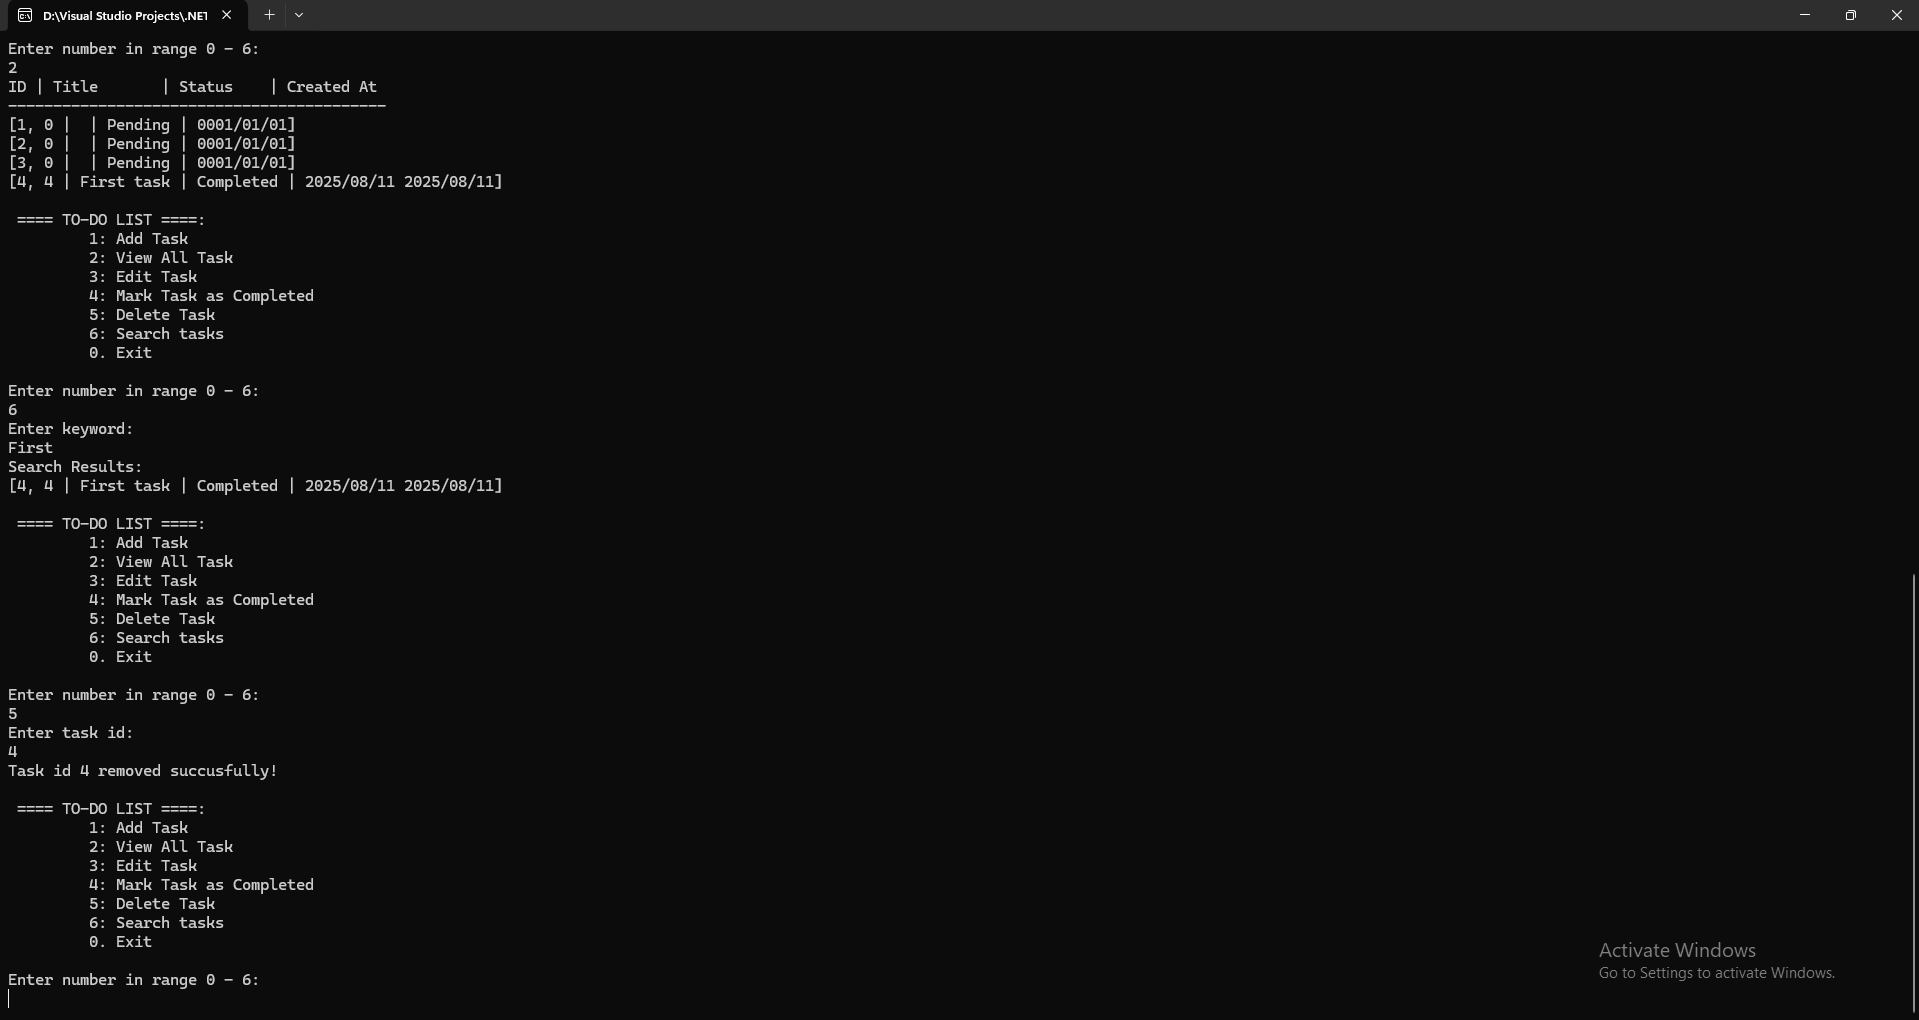 D:\Visual Studio Projects\.NET
Enter number in range 0 - 6:
2
ID | Title       | Status    | Created At
------------------------------------------
[1, 0 |  | Pending | 0001/01/01]
[2, 0 |  | Pending | 0001/01/01]
[3, 0 |  | Pending | 0001/01/01]
[4, 4 | First task | Completed | 2025/08/11 2025/08/11]
==== TO-DO LIST ====:
1: Add Task
2: View All Task
3: Edit Task
4: Mark Task as Completed
5: Delete Task
6: Search tasks
0. Exit
Enter number in range 0 - 6:
6
Enter keyword:
First
Search Results:
[4, 4 | First task | Completed | 2025/08/11 2025/08/11]
==== TO-DO LIST ====:
1: Add Task
2: View All Task
3: Edit Task
4: Mark Task as Completed
5: Delete Task
6: Search tasks
0. Exit
Enter number in range 0 - 6:
5
Enter task id:
4
Task id 4 removed succusfully!
==== TO-DO LIST ====:
1: Add Task
2: View All Task
3: Edit Task
4: Mark Task as Completed
5: Delete Task
6: Search tasks
0. Exit
Enter number in range 0 - 6:
Activate Windows
Go to Settings to activate Windows.